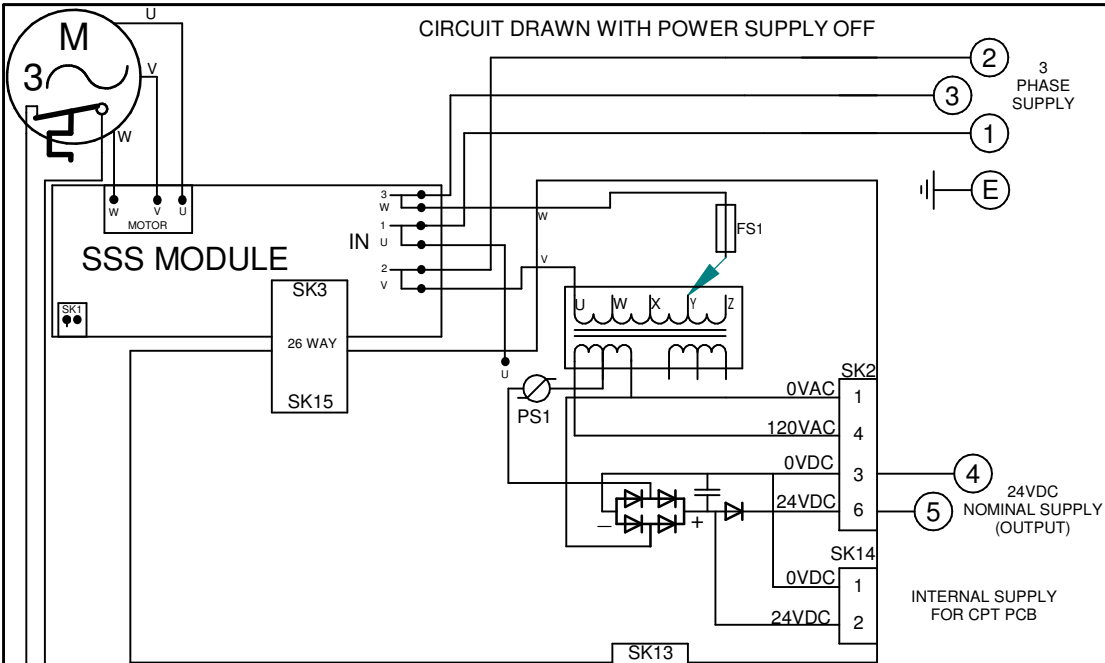 U
CIRCUIT DRAWN WITH POWER SUPPLY OFF
M
3
V
W
2
3
1
E
3
PHASE
SUPPLY
W V U
MOTOR
SSS MODULE
IN
3
W
1
U
2
V
W
V
FS1
SK1
SK3
26 WAY
SK15
U W X Y Z
U
PS1
SK2
0VAC 1
120VAC 4
0VDC 3
24VDC 6
4
5
24VDC
NOMINAL SUPPLY
(OUTPUT)
– +
SK14
0VDC 1
24VDC 2
INTERNAL SUPPLY
FOR CPT PCB
SK13